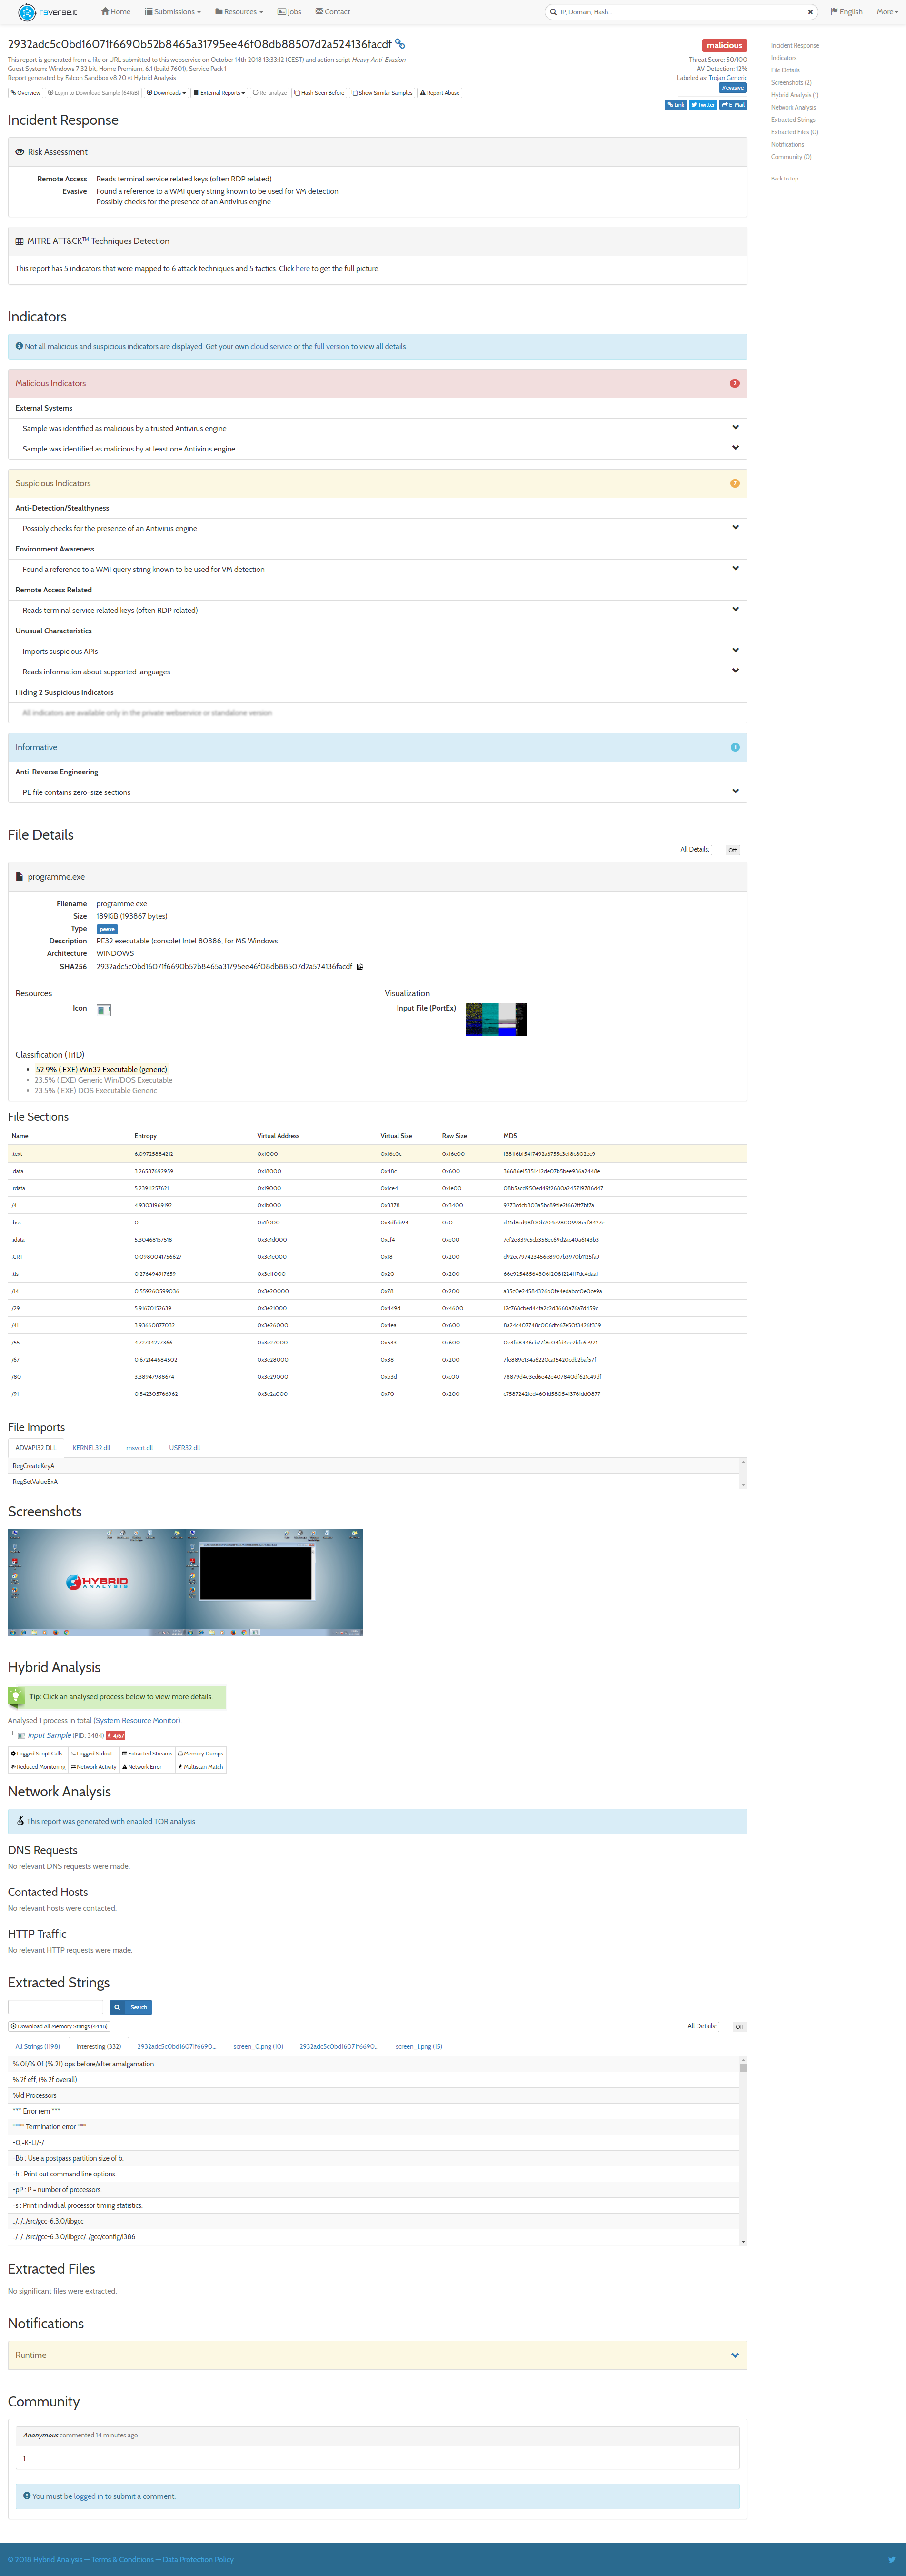 reverse.it
Home Submissions Resources Jobs Contact IP, Domain, Hash... English More
2932adc5c0bd16071f6690b52b8465a31795ee46f08db88507d2a524136facdf
This report is generated from a file or URL submitted to this webservice on October 14th 2018 13:33:12 (CEST) and action script Heavy Anti-Evasion
Guest System: Windows 7 32 bit, Home Premium, 6.1 (build 7601), Service Pack 1
Report generated by Falcon Sandbox v8.20 © Hybrid Analysis
malicious
Threat Score: 50/100
AV Detection: 12%
Labeled as: Trojan.Generic
#evasive
Overview Login to Download Sample (64KiB) Downloads External Reports Re-analyze Hash Seen Before Show Similar Samples Report Abuse
Link Twitter E-Mail
Incident Response
Indicators
File Details
Screenshots (2)
Hybrid Analysis (1)
Network Analysis
Extracted Strings
Extracted Files (0)
Notifications
Community (0)
Back to top
Incident Response
Risk Assessment
Remote Access Reads terminal service related keys (often RDP related)
Evasive Found a reference to a WMI query string known to be used for VM detection
Possibly checks for the presence of an Antivirus engine
MITRE ATT&CK™ Techniques Detection
This report has 5 indicators that were mapped to 6 attack techniques and 5 tactics. Click here to get the full picture.
Indicators
Not all malicious and suspicious indicators are displayed. Get your own cloud service or the full version to view all details.
Malicious Indicators 2
External Systems
Sample was identified as malicious by a trusted Antivirus engine
Sample was identified as malicious by at least one Antivirus engine
Suspicious Indicators 7
Anti-Detection/Stealthyness
Possibly checks for the presence of an Antivirus engine
Environment Awareness
Found a reference to a WMI query string known to be used for VM detection
Remote Access Related
Reads terminal service related keys (often RDP related)
Unusual Characteristics
Imports suspicious APIs
Reads information about supported languages
Hiding 2 Suspicious Indicators
All indicators are available only in the private webservice or standalone version
Informative 1
Anti-Reverse Engineering
PE file contains zero-size sections
File Details
All Details: Off
programme.exe
Filename programme.exe
Size 189KiB (193867 bytes)
Type peexe
Description PE32 executable (console) Intel 80386, for MS Windows
Architecture WINDOWS
SHA256 2932adc5c0bd16071f6690b52b8465a31795ee46f08db88507d2a524136facdf
Resources
Icon
Visualization
Input File (PortEx)
Classification (TrID)
52.9% (.EXE) Win32 Executable (generic)
23.5% (.EXE) Generic Win/DOS Executable
23.5% (.EXE) DOS Executable Generic
File Sections
Name Entropy Virtual Address Virtual Size Raw Size MD5
.text 6.09725884212 0x1000 0x16c0c 0x16e00 f381f6bf54f7492a6755c3ef8c802ec9
.data 3.26587692959 0x18000 0x48c 0x600 36686e15351412de07b5bee936a2448e
.rdata 5.23911257621 0x19000 0x1ce4 0x1e00 08b5acd950ed49f2680a245719786d47
/4 4.93031969192 0x1b000 0x3378 0x3400 9273cdcb803a5bc89f1e2f662ff7bf7a
.bss 0 0x1f000 0x3dfdb94 0x0 d41d8cd98f00b204e9800998ecf8427e
.idata 5.30468157518 0x3e1d000 0xcf4 0xe00 7ef2e839c5cb358ec69d2ac40a6143b3
.CRT 0.0980041756627 0x3e1e000 0x18 0x200 d92ec797423456e8907b3970b1125fa9
.tls 0.276494917659 0x3e1f000 0x20 0x200 66e9254856430612081224ff7dc4daa1
/14 0.559260599036 0x3e20000 0x78 0x200 a35c0e24584326b0fe4edabcc0e0ce9a
/29 5.91670152639 0x3e21000 0x449d 0x4600 12c768cbed44fa2c2d3660a76a7d459c
/41 3.93660877032 0x3e26000 0x4ea 0x600 8a24c407748c006dfc67e50f3426f339
/55 4.72734227366 0x3e27000 0x533 0x600 0e3fd8446cb77f8c04fd4ee2bfc6e921
/67 0.672144684502 0x3e28000 0x38 0x200 7fe889e134a6220ca15420cdb2baf57f
/80 3.38947988674 0x3e29000 0xb3d 0xc00 78879d4e3ed6e42e407840df621c49df
/91 0.542305766962 0x3e2a000 0x70 0x200 c7587242fed4601d5805413761dd0877
File Imports
ADVAPI32.DLL KERNEL32.dll msvcrt.dll USER32.dll
RegCreateKeyA
RegSetValueExA
Screenshots
HYBRID
ANALYSIS
Hybrid Analysis
Tip: Click an analysed process below to view more details.
Analysed 1 process in total (System Resource Monitor).
Input Sample (PID: 3484) 4/67
Logged Script Calls Logged Stdout Extracted Streams Memory Dumps
Reduced Monitoring Network Activity Network Error Multiscan Match
Network Analysis
This report was generated with enabled TOR analysis
DNS Requests
No relevant DNS requests were made.
Contacted Hosts
No relevant hosts were contacted.
HTTP Traffic
No relevant HTTP requests were made.
Extracted Strings
Search
Download All Memory Strings (444B)
All Details: Off
All Strings (1198) Interesting (332) 2932adc5c0bd16071f6690... screen_0.png (10) 2932adc5c0bd16071f6690... screen_1.png (15)
%.0f/%.0f (%.2f) ops before/after amalgamation
%.2f eff, (%.2f overall)
%ld Processors
*** Error rem ***
**** Termination error ***
-0.=K-LI/-/
-Bb : Use a postpass partition size of b.
-h : Print out command line options.
-pP : P = number of processors.
-s : Print individual processor timing statistics.
../../../src/gcc-6.3.0/libgcc
../../../src/gcc-6.3.0/libgcc/../gcc/config/i386
Extracted Files
No significant files were extracted.
Notifications
Runtime
Community
Anonymous commented 14 minutes ago
1
You must be logged in to submit a comment.
© 2018 Hybrid Analysis — Terms & Conditions — Data Protection Policy